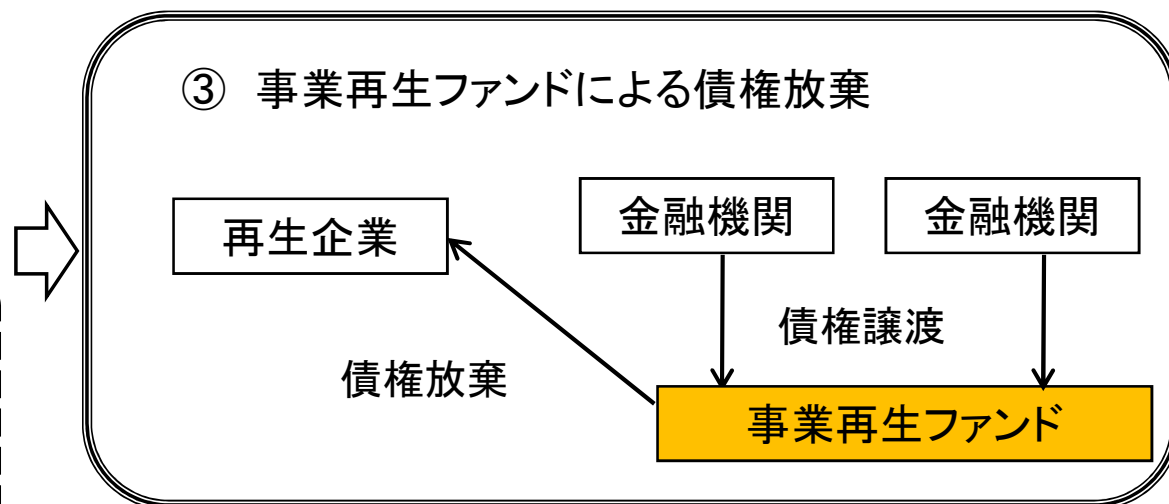 ③ 事業再生ファンドによる債権放棄
再生企業
金融機関
金融機関
債権譲渡
債権放棄
事業再生ファンド